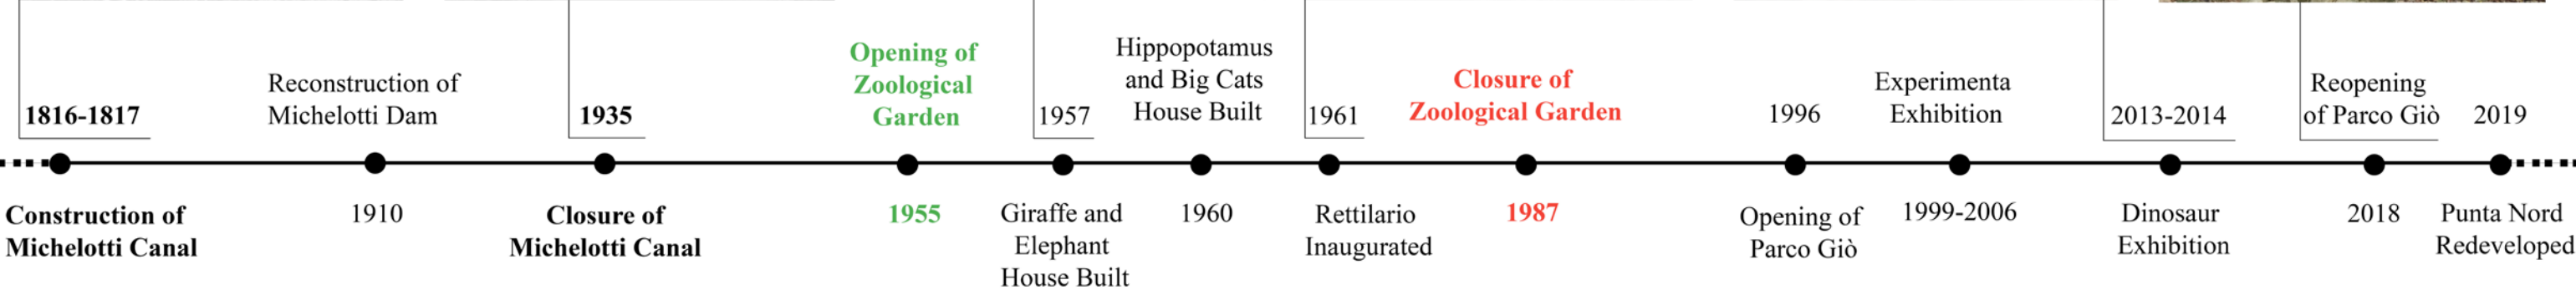 1816-1817
Construction of
Michelotti Canal
Reconstruction of
Michelotti Dam
1910
1935
Closure of
Michelotti Canal
Opening of
Zoological
Garden
1955
1957
Giraffe and
Elephant
House Built
Hippopotamus
and Big Cats
House Built
1960
1961
Rettilario
Inaugurated
Closure of
Zoological Garden
1987
1996
Opening of
Parco Giò
Experimenta
Exhibition
1999-2006
2013-2014
Dinosaur
Exhibition
Reopening
of Parco Giò
2018
2019
Punta Nord
Redeveloped